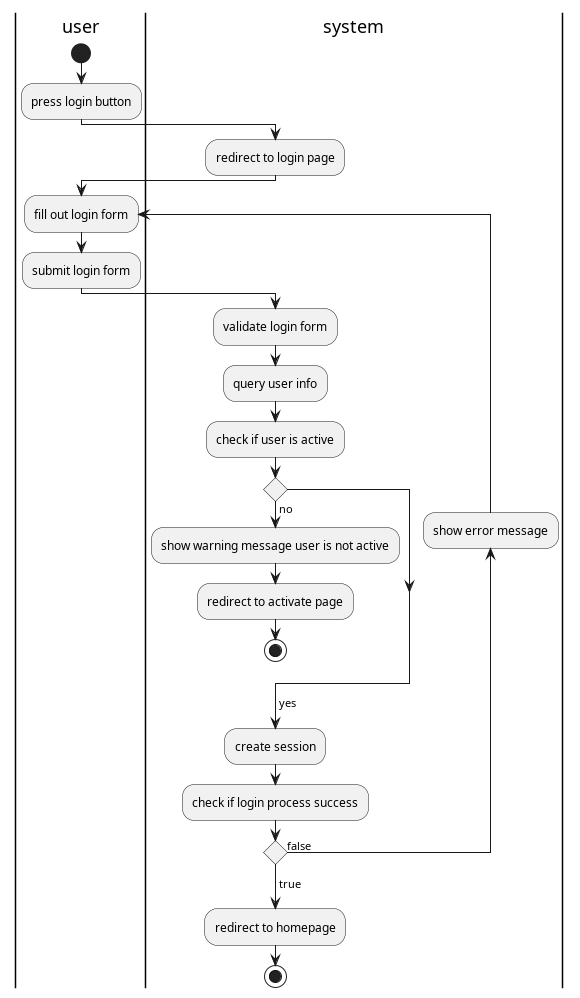 user
system
press login button
redirect to login page
fill out login form
submit login form
validate login form
query user info
check if user is active
no
show warning message user is not active
show error message
redirect to activate page
yes
create session
check if login process success
false
true
redirect to homepage